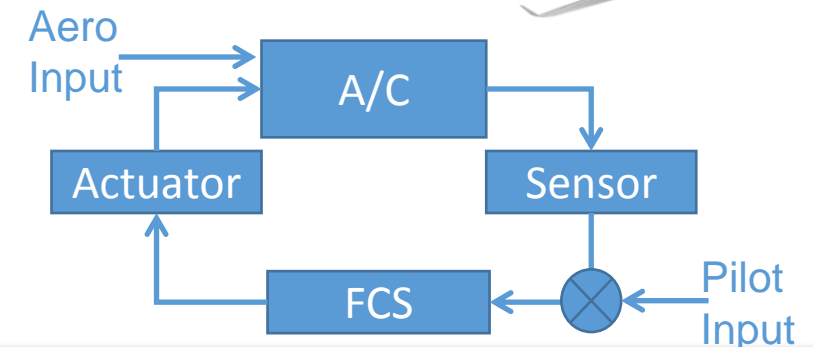 Aero
Input
A/C
Actuator
Sensor
FCS
Pilot
Input